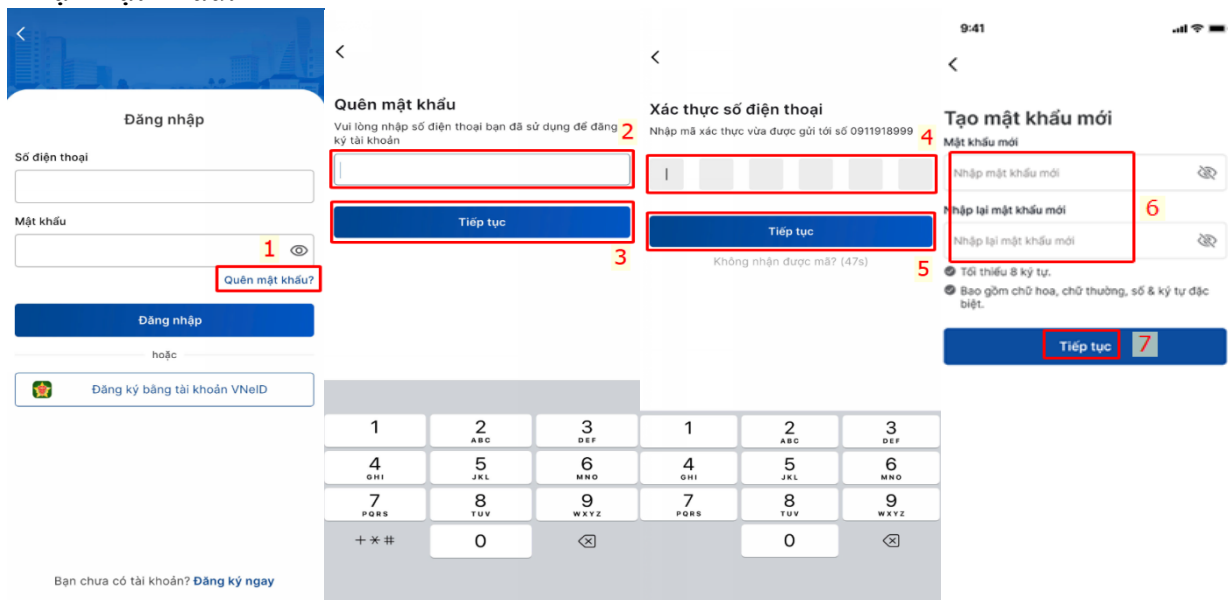 Đăng nhập
Số điện thoại
Mật khẩu
1
Quên mật khẩu?
Đăng nhập
hoặc
Đăng ký bằng tài khoản VNeID
Bạn chưa có tài khoản? Đăng ký ngay
Quên mật khẩu
Vui lòng nhập số điện thoại bạn đã sử dụng để đăng
ký tài khoản
2
Tiếp tục
3
1
2
ABC
3
DEF
4
GHI
5
JKL
6
MNO
7
PQRS
8
TUV
9
WXYZ
+*#
0
Xác thực số điện thoại
Nhập mã xác thực vừa được gửi tới số 0911918999
4
Tiếp tục
Không nhận được mã? (47s)
5
1
2
ABC
3
DEF
4
GHI
5
JKL
6
MNO
7
PQRS
8
TUV
9
WXYZ
0
9:41
Tạo mật khẩu mới
Mật khẩu mới
Nhập mật khẩu mới
Nhập lại mật khẩu mới
6
Nhập lại mật khẩu mới
Tối thiểu 8 ký tự.
Bao gồm chữ hoa, chữ thường, số & ký tự đặc
biệt.
Tiếp tục
7